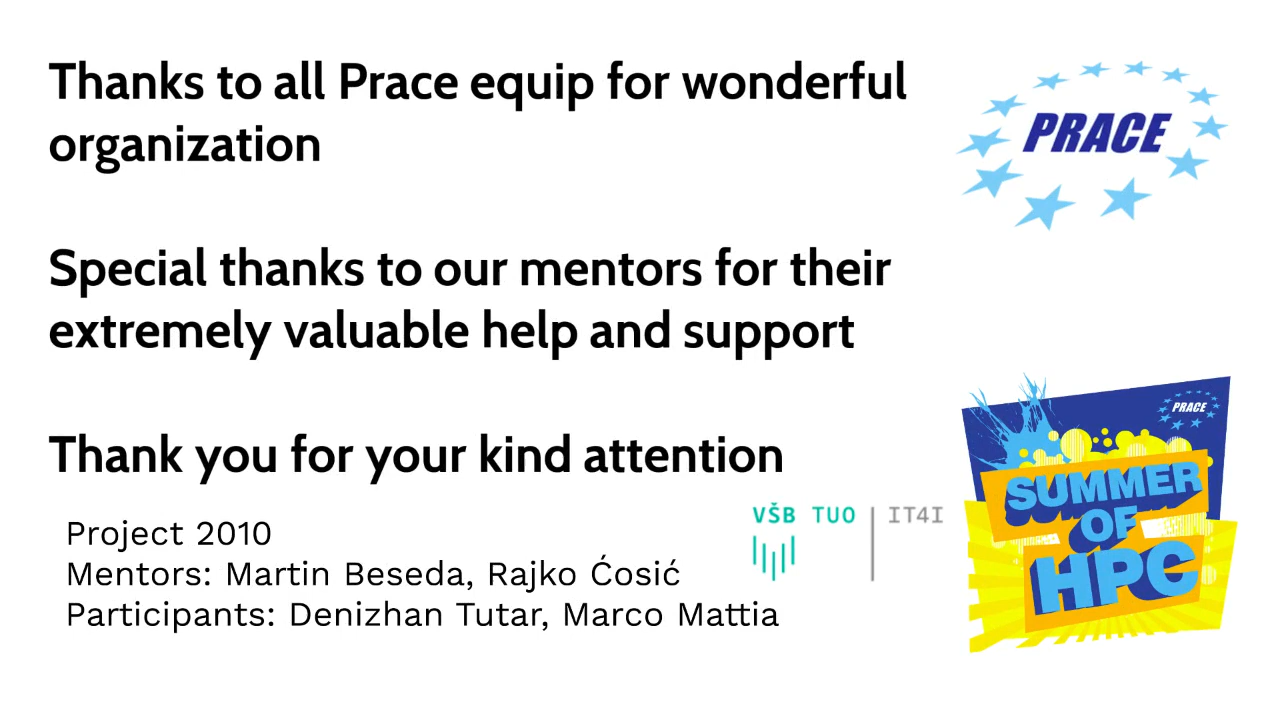 Thanks to all Prace equip for wonderful
organization
PRACE
Special thanks to our mentors for their
extremely valuable help and support
Thank you for your kind attention
PRACE
SUMMER
OF
HPC
VŠB TUO | IT4I
Project 2010
Mentors: Martin Beseda, Rajko Ćosić
Participants: Denizhan Tutar, Marco Mattia